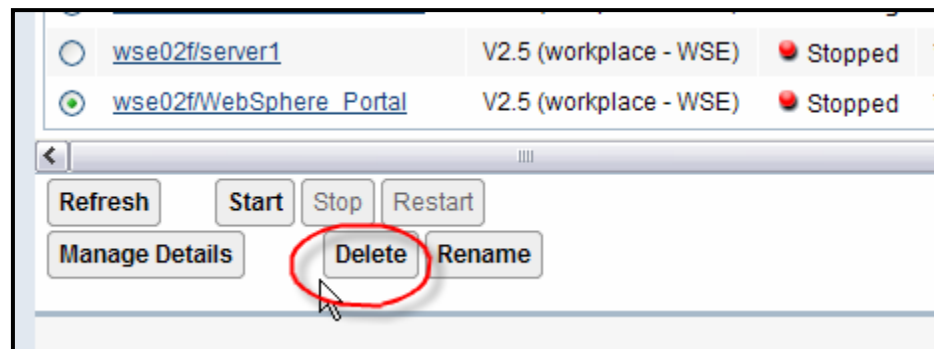 wse02f/server1 V2.5 (workplace - WSE) Stopped
wse02f/WebSphere_Portal V2.5 (workplace - WSE) Stopped
Refresh Start Stop Restart
Manage Details Delete Rename